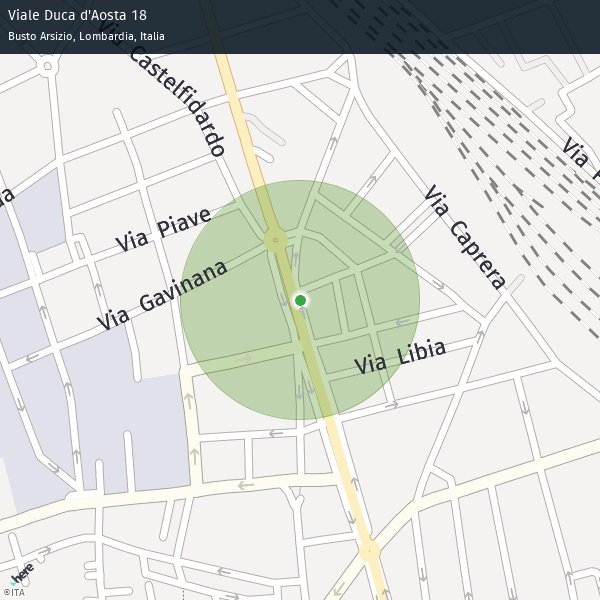 Viale Duca d'Aosta 18
Busto Arsizio, Lombardia, Italia
Via Castelfidardo
Via Piave
Via Gavinana
Via Caprera
Via Libia
Via
here
©ITA